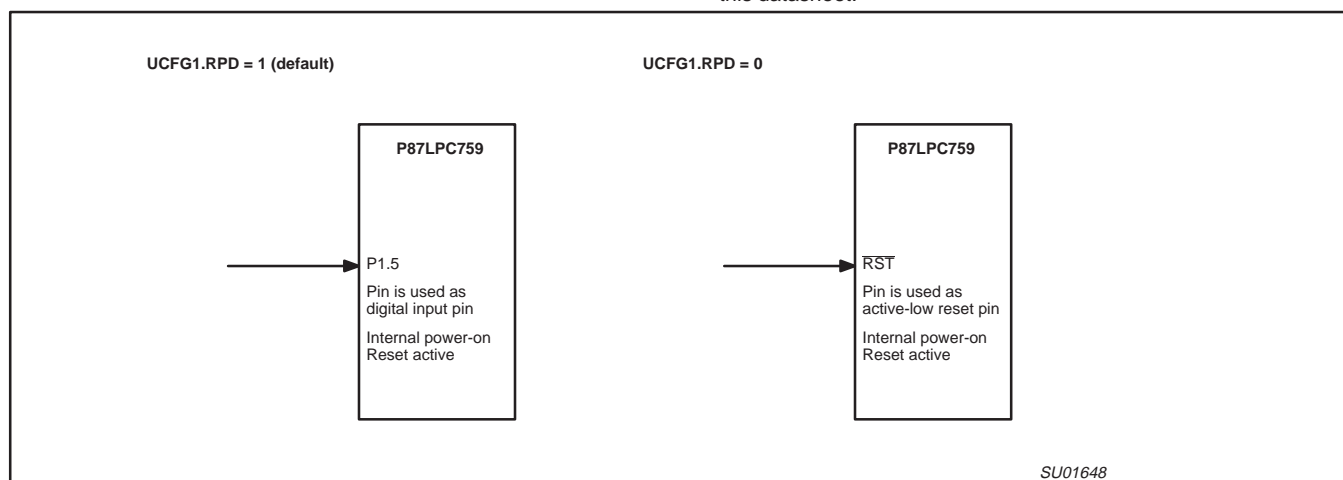 this datasheet.
UCFG1.RPD = 1 (default)
UCFG1.RPD = 0
P87LPC759
P1.5
Pin is used as
digital input pin
Internal power-on
Reset active
P87LPC759
RST
Pin is used as
active-low reset pin
Internal power-on
Reset active
SU01648